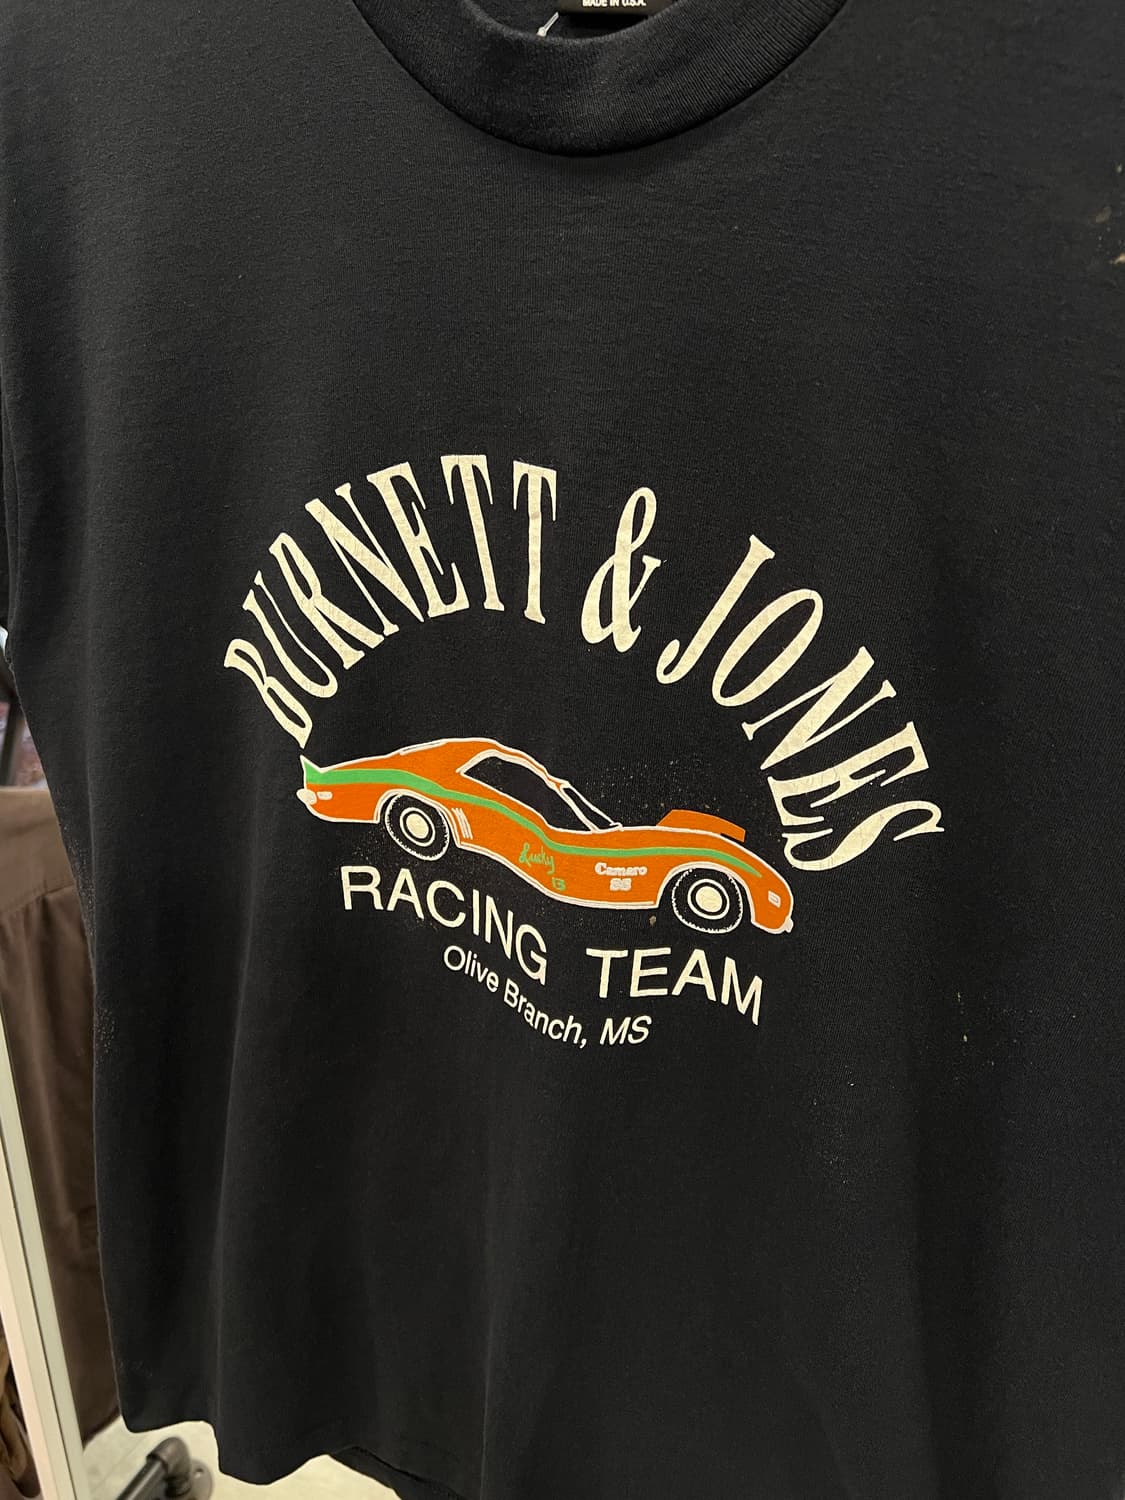 MADE IN U.S.A.
BURNETT & JONES
Lucky
13
Camaro
SS
RACING TEAM
Olive Branch, MS